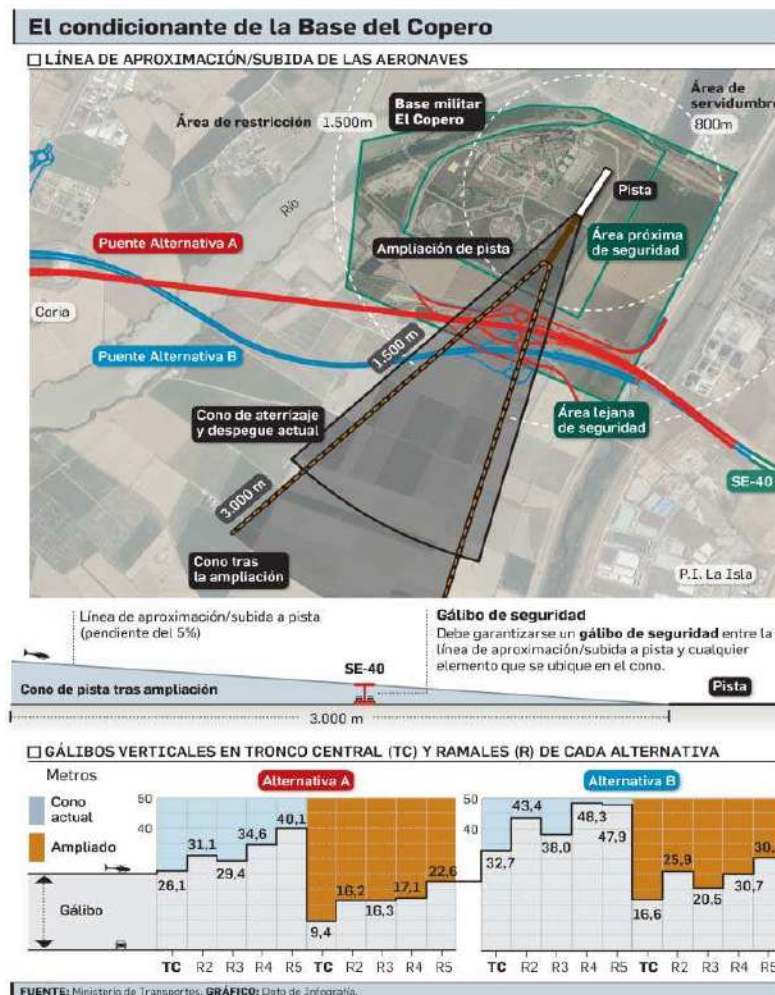 El condicionante de la Base del Copero
LÍNEA DE APROXIMACIÓN/SUBIDA DE LAS AERONAVES
Área de restricción 1.500m
Base militar
El Copero
Área de
servidumbre
800m
Río
Pista
Puente Alternativa A
Ampliación de pista
Área próxima
de seguridad
Coria
Puente Alternativa B
1.500 m
Cono de aterrizaje
y despegue actual
Área lejana
de seguridad
3.000 m
SE-40
Cono tras
la ampliación
P.I. La Isla
Línea de aproximación/subida a pista
(pendiente del 5%)
Gálibo de seguridad
Debe garantizarse un gálibo de seguridad entre la
línea de aproximación/subida a pista y cualquier
elemento que se ubique en el cono.
SE-40
Cono de pista tras ampliación
Pista
3.000 m
GÁLIBOS VERTICALES EN TRONCO CENTRAL (TC) Y RAMALES (R) DE CADA ALTERNATIVA
Metros
Alternativa A
Alternativa B
Cono
actual
Ampliado
Gálibo
50
40
26,1
31,1
29,4
34,6
40,1
9,4
16,2
16,3
17,1
22,6
50
40
32,7
43,4
38,0
48,3
47,9
16,6
25,9
20,5
30,7
30,
TC R2 R3 R4 R5 TC R2 R3 R4 R5 TC R2 R3 R4 R5 TC R2 R3 R4 R5
FUENTE: Ministerio de Transportes. GRÁFICO: Dato de Infografía.